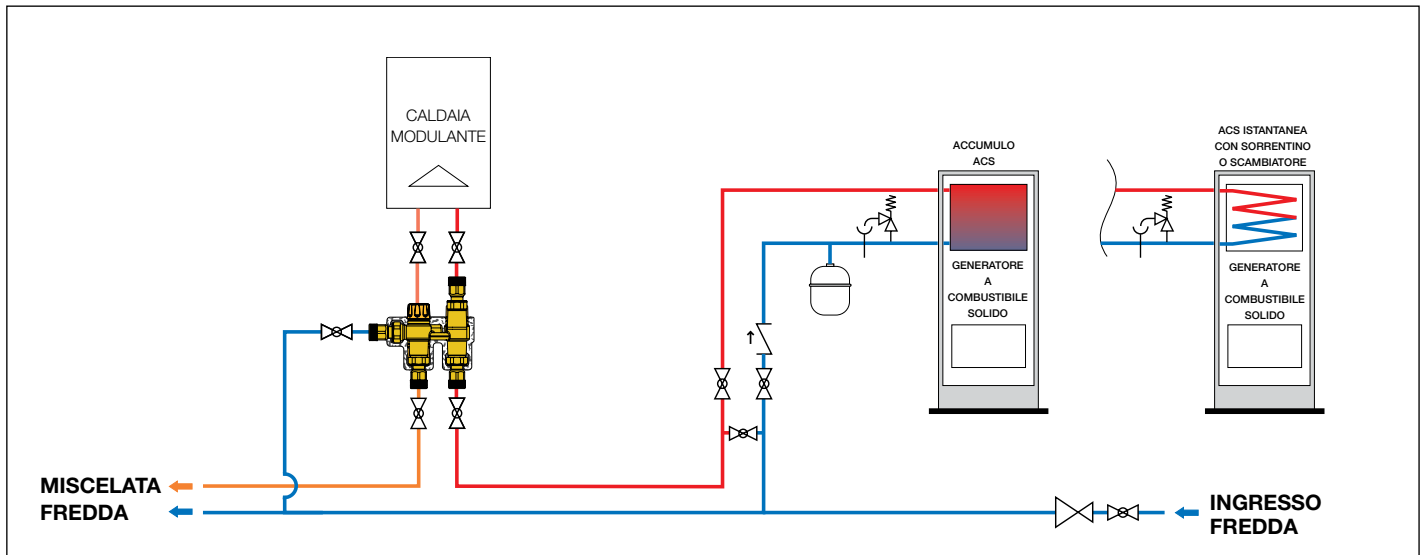 CALDAIA
MODULANTE
ACCUMULO
ACS
ACS ISTANTANEA
CON SORRENTINO
O SCAMBIATORE
GENERATORE
A
COMBUSTIBILE
SOLIDO
GENERATORE
A
COMBUSTIBILE
SOLIDO
MISCELATA
FREDDA
INGRESSO
FREDDA